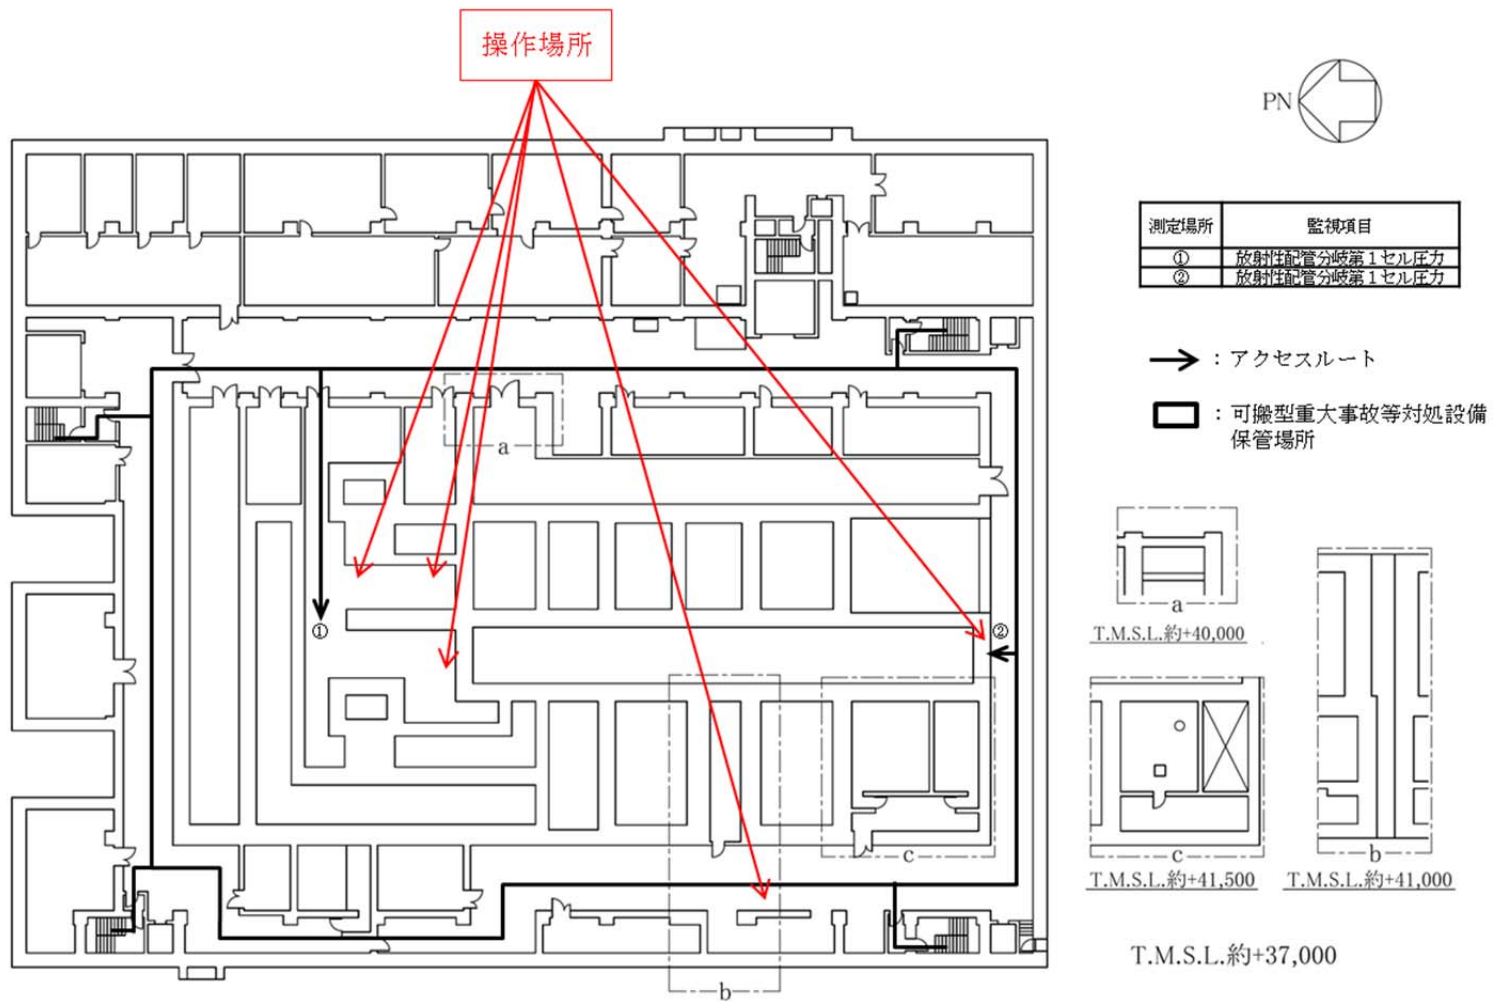 操作場所
PN
測定場所 監視項目
① 放射性配管分岐第1セル圧力
② 放射性配管分岐第1セル圧力
：アクセスルート
：可搬型重大事故等対処設備
保管場所
a
①
②
c
b
a
T.M.S.L.約+40,000
c
T.M.S.L.約+41,500
b
T.M.S.L.約+41,000
T.M.S.L.約+37,000